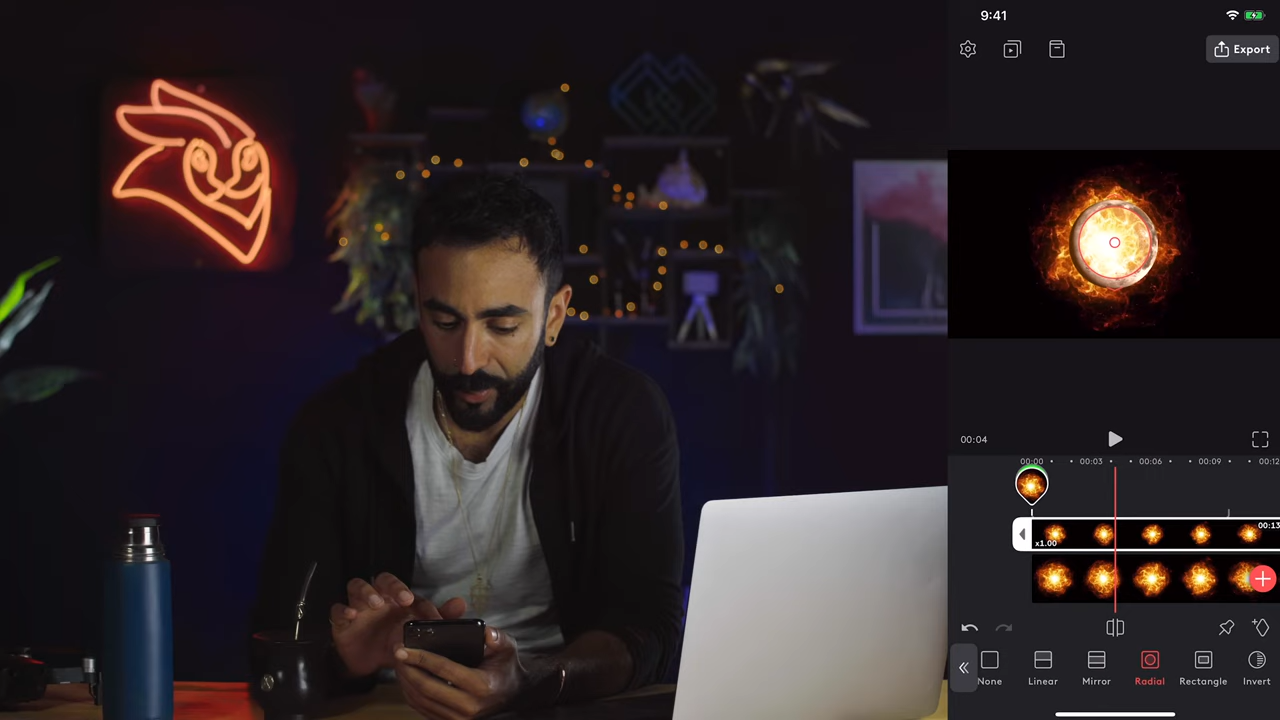 9:41
Export
00:04
00:00 00:03 00:06 00:09 00:12
00:13
x1.00
None Linear Mirror Radial Rectangle Invert